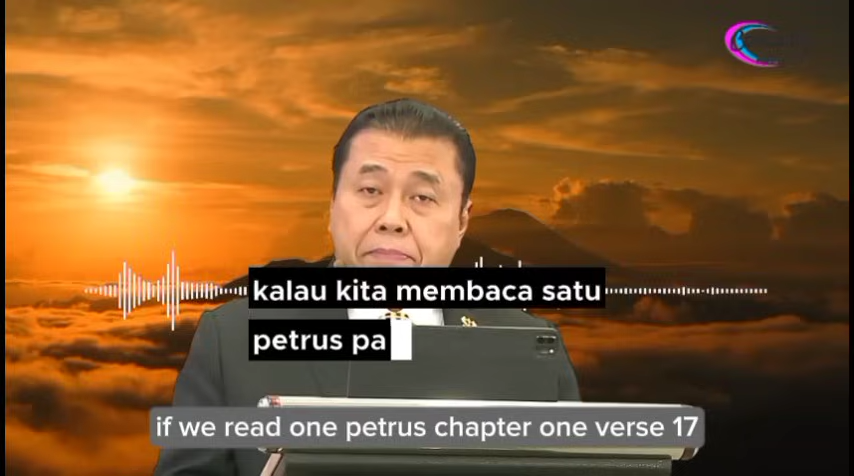 kalau kita membaca satu
petrus pa
if we read one petrus chapter one verse 17